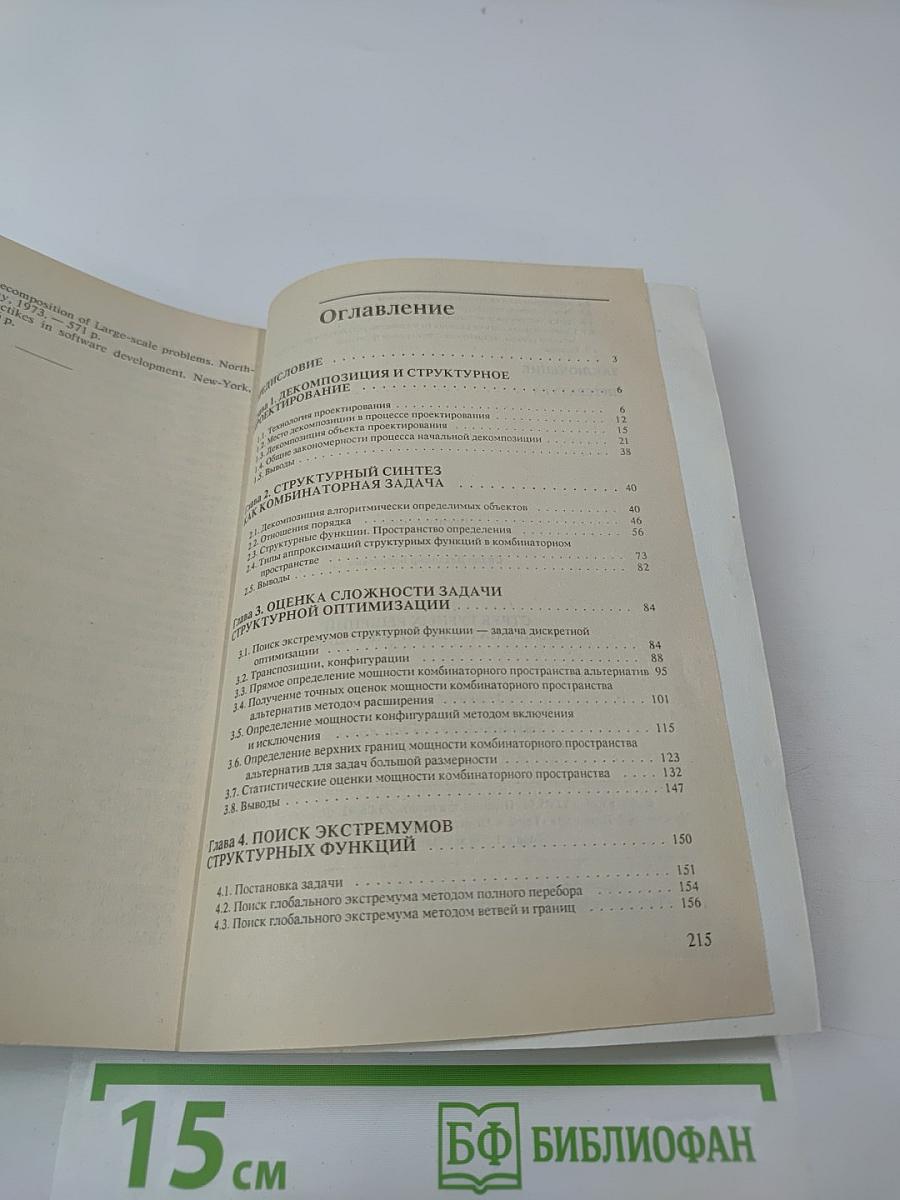 ecomposition of Large-scale problems. North-
y, 1973. — 571 p.
ctikes in software development. New-York,
p.
Оглавление
ПРЕДИСЛОВИЕ . . . 3
Глава 1. ДЕКОМПОЗИЦИЯ И СТРУКТУРНОЕ
ПРОЕКТИРОВАНИЕ . . . 6
1.1. Технология проектирования . . . 6
1.2. Место декомпозиции в процессе проектирования . . . 12
1.3. Декомпозиция объекта проектирования . . . 15
1.4. Общие закономерности процесса начальной декомпозиции . . . 21
1.5. Выводы . . . 38
Глава 2. СТРУКТУРНЫЙ СИНТЕЗ
КАК КОМБИНАТОРНАЯ ЗАДАЧА . . . 40
2.1. Декомпозиция алгоритмически определимых объектов . . . 40
2.2. Отношения порядка . . . 46
2.3. Структурные функции. Пространство определения . . . 56
2.4. Типы аппроксимаций структурных функций в комбинаторном
пространстве . . . 73
2.5. Выводы . . . 82
Глава 3. ОЦЕНКА СЛОЖНОСТИ ЗАДАЧИ
СТРУКТУРНОЙ ОПТИМИЗАЦИИ . . . 84
3.1. Поиск экстремумов структурной функции — задача дискретной
оптимизации . . . 84
3.2. Транспозиции, конфигурации . . . 88
3.3. Прямое определение мощности комбинаторного пространства альтернатив 95
3.4. Получение точных оценок мощности комбинаторного пространства
альтернатив методом расширения . . . 101
3.5. Определение мощности конфигураций методом включения
и исключения . . . 115
3.6. Определение верхних границ мощности комбинаторного пространства
альтернатив для задач большой размерности . . . 123
3.7. Статистические оценки мощности комбинаторного пространства . . . 132
3.8. Выводы . . . 147
Глава 4. ПОИСК ЭКСТРЕМУМОВ
СТРУКТУРНЫХ ФУНКЦИЙ . . . 150
4.1. Постановка задачи . . . 151
4.2. Поиск глобального экстремума методом полного перебора . . . 154
4.3. Поиск глобального экстремума методом ветвей и границ . . . 156
215
15 см
БФ БИБЛИОФАН